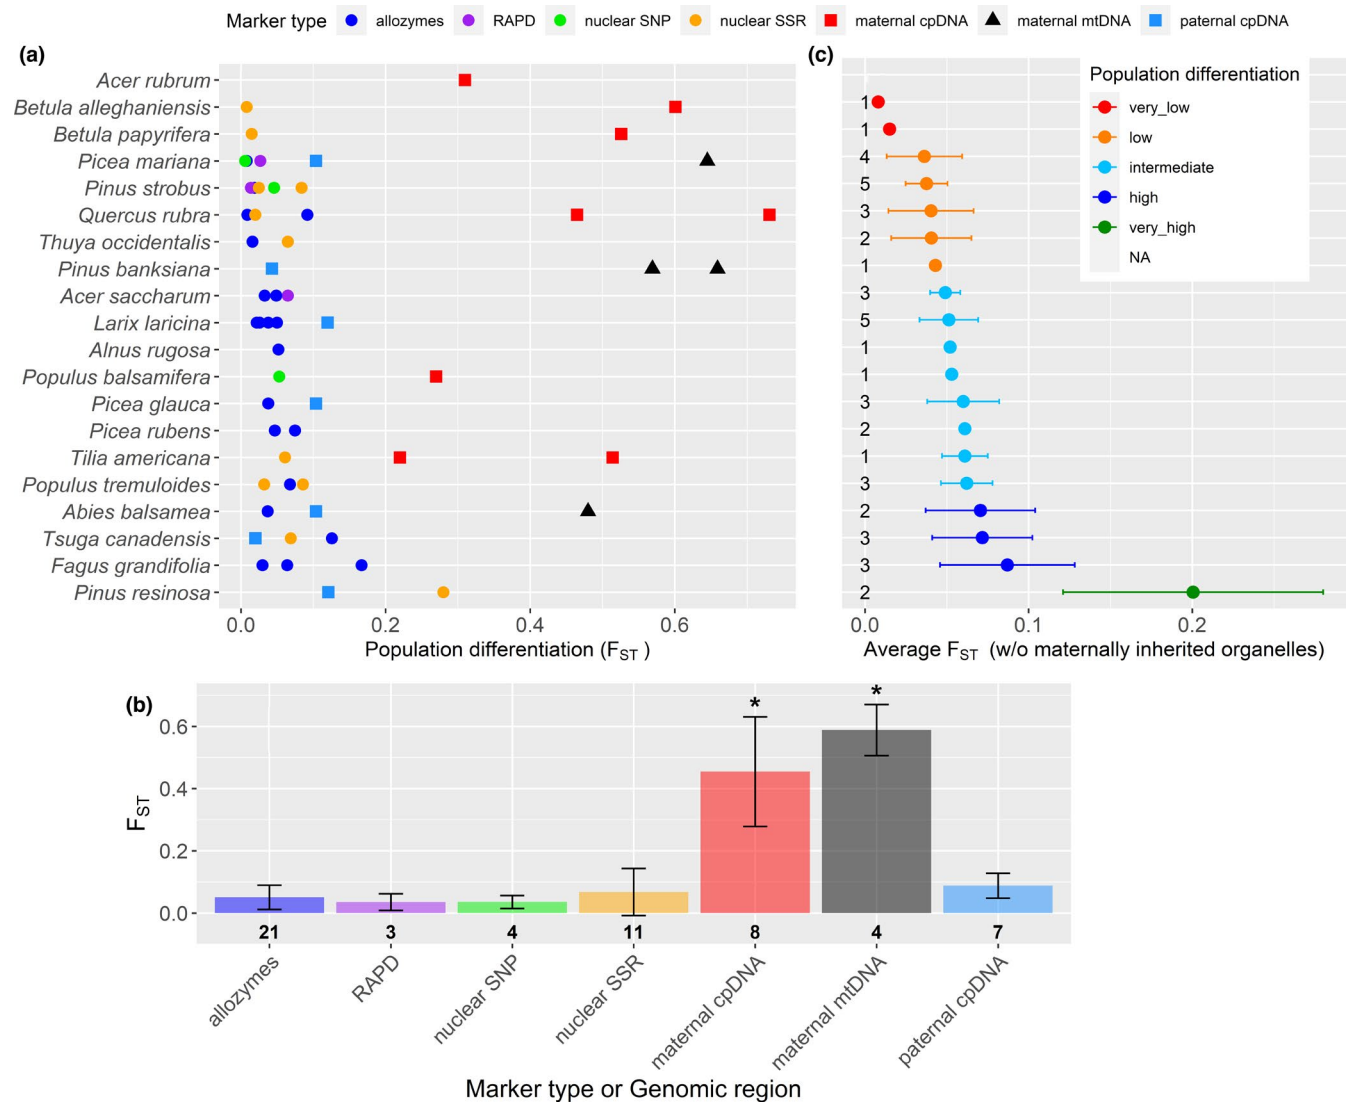 Marker type allozymes RAPD nuclear SNP nuclear SSR maternal cpDNA maternal mtDNA paternal cpDNA
(a)
Acer rubrum
Betula alleghaniensis
Betula papyrifera
Picea mariana
Pinus strobus
Quercus rubra
Thuya occidentalis
Pinus banksiana
Acer saccharum
Larix laricina
Alnus rugosa
Populus balsamifera
Picea glauca
Picea rubens
Tilia americana
Populus tremuloides
Abies balsamea
Tsuga canadensis
Fagus grandifolia
Pinus resinosa
0.0 0.2 0.4 0.6
Population differentiation (FST )
(c)
Population differentiation
very_low
low
intermediate
high
very_high
NA
1
1
4
5
3
2
1
3
5
1
1
3
2
1
3
2
3
3
2
0.0 0.1 0.2
Average FST (w/o maternally inherited organelles)
(b)
FST
0.6
0.4
0.2
0.0
* *
21 3 4 11 8 4 7
allozymes
RAPD
nuclear SNP
nuclear SSR
maternal cpDNA
maternal mtDNA
paternal cpDNA
Marker type or Genomic region